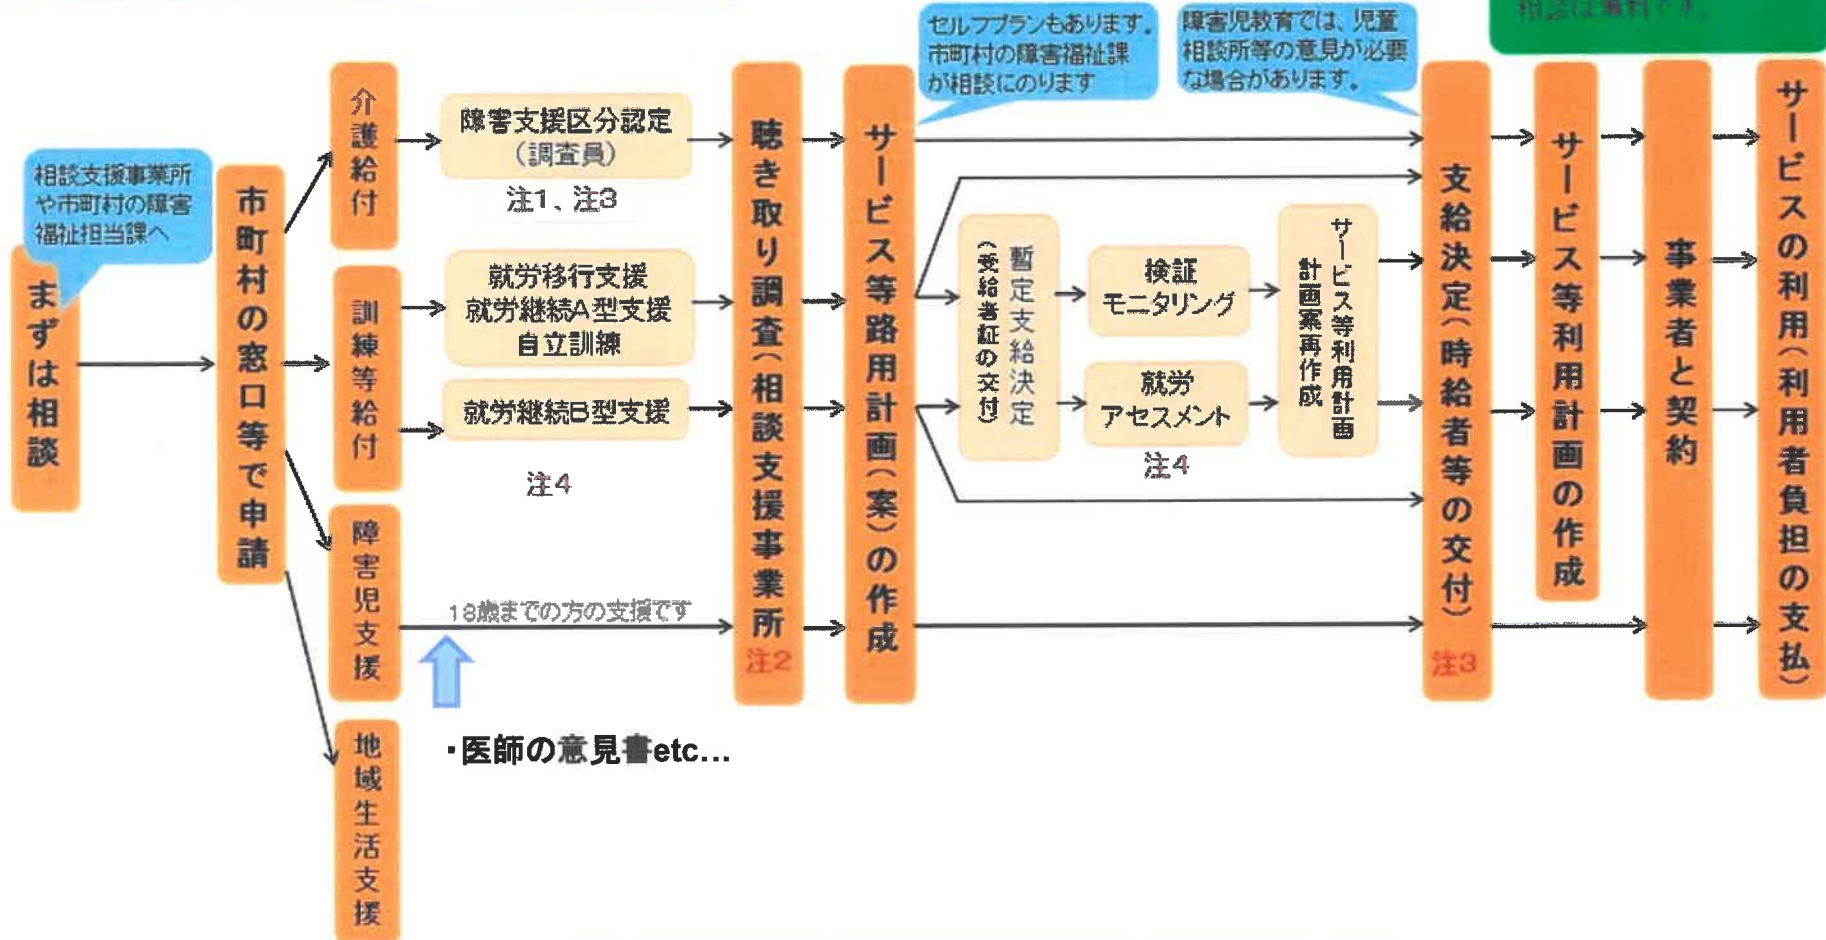 相談は無料です。
セルフプランもあります。
市町村の障害福祉課
が相談にのります
障害児教育では、児童
相談所等の意見が必要
な場合があります。
相談支援事業所
や市町村の障害
福祉担当課へ
まずは相談
市町村の窓口等で申請
介護給付
障害支援区分認定
(調査員)
注1、注3
訓練等給付
就労移行支援
就労継続A型支援
自立訓練
就労継続B型支援
注4
障害児支援
18歳までの方の支援です
・医師の意見書etc...
地域生活支援
聴き取り調査(相談支援事業所
注2
サービス等路用計画(案)の作成
暫定支給決定
(受給者証の交付)
検証
モニタリング
就労
アセスメント
注4
サービス等利用計画
計画案再作成
支給決定(時給者等の交付)
注3
サービス等利用計画の作成
事業者と契約
サービスの利用(利用者負担の支払)